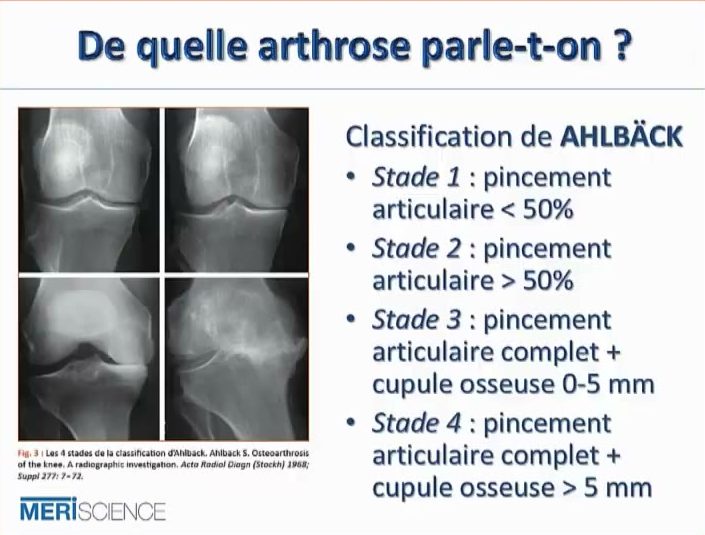 De quelle arthrose parle-t-on ?
Classification de AHLBÄCK
• Stade 1 : pincement
articulaire < 50%
• Stade 2 : pincement
articulaire > 50%
• Stade 3 : pincement
articulaire complet +
cupule osseuse 0-5 mm
• Stade 4 : pincement
articulaire complet +
cupule osseuse > 5 mm
Fig. 3 : Les 4 stades de la classification d'Ahlback. Ahlback S. Osteoarthrosis
of the knee. A radiographic investigation. Acta Radiol Diagn (Stockh) 1968;
Suppl 277: 7-72.
MERISCIENCE